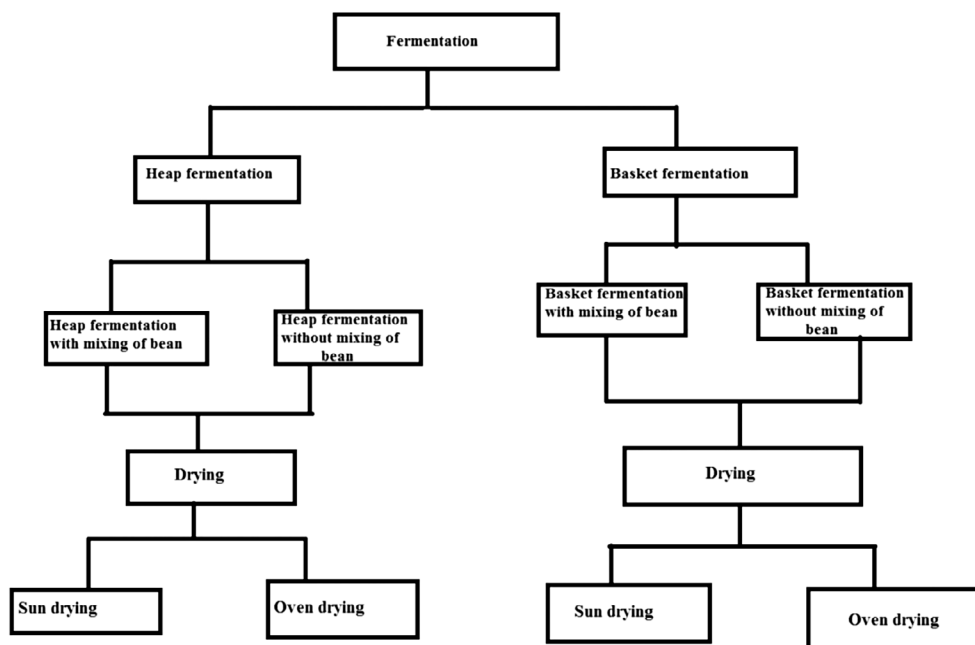 Fermentation
Heap fermentation
Basket fermentation
Heap fermentation
with mixing of bean
Heap fermentation
without mixing of
bean
Basket fermentation
with mixing of bean
Basket fermentation
without mixing of
bean
Drying
Drying
Sun drying
Oven drying
Sun drying
Oven drying